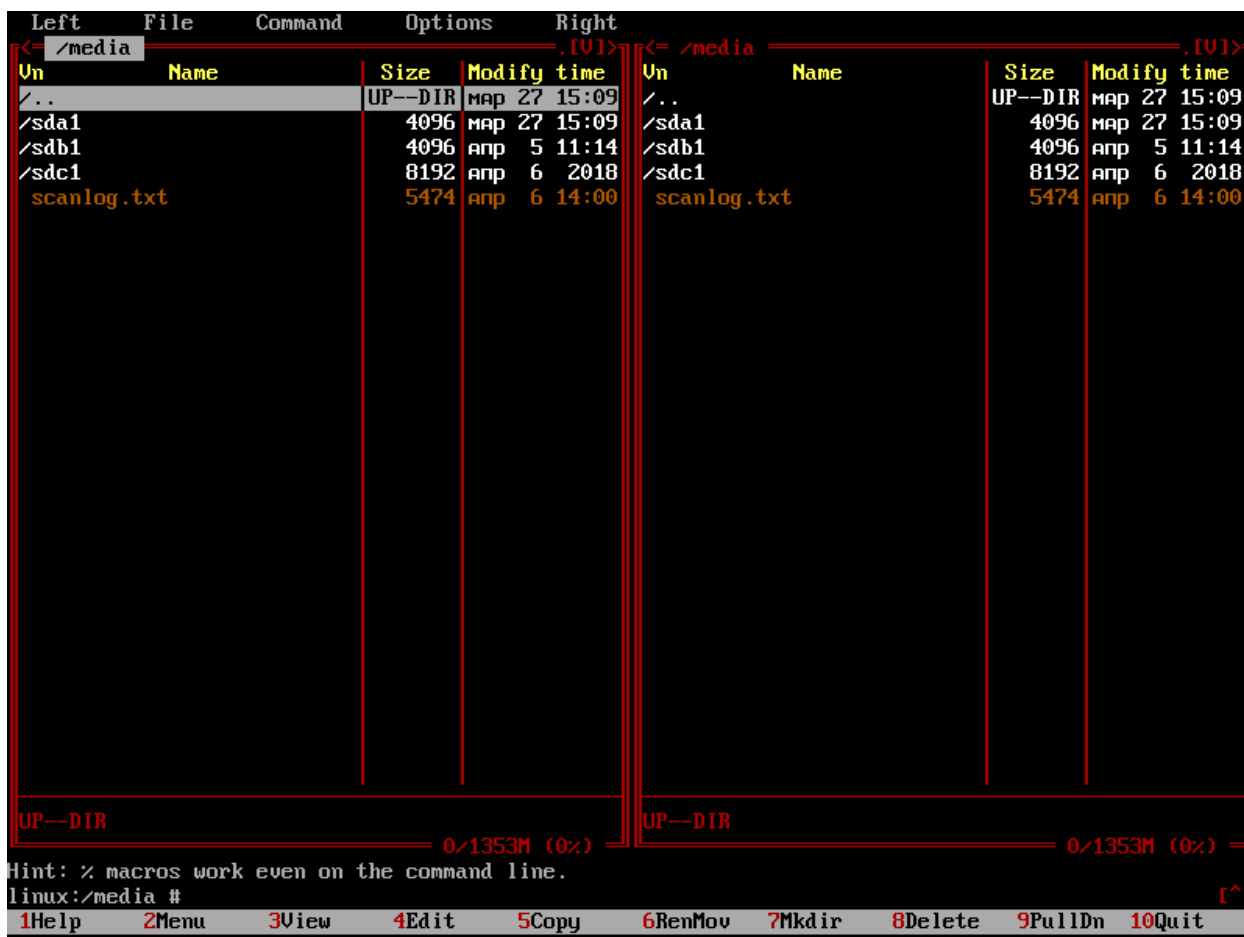 Left File Command Options Right
<= /media .[V]> <= /media .[V]>
Vn Name Size Modify time Vn Name Size Modify time
/.. UP--DIR мар 27 15:09 /.. UP--DIR мар 27 15:09
/sda1 4096 мар 27 15:09 /sda1 4096 мар 27 15:09
/sdb1 4096 апр 5 11:14 /sdb1 4096 апр 5 11:14
/sdc1 8192 апр 6 2018 /sdc1 8192 апр 6 2018
scanlog.txt 5474 апр 6 14:00 scanlog.txt 5474 апр 6 14:00
UP--DIR UP--DIR
0/1353M (0%) 0/1353M (0%)
Hint: % macros work even on the command line.
linux:/media # [^
1Help 2Menu 3View 4Edit 5Copy 6RenMov 7Mkdir 8Delete 9PullDn 10Quit